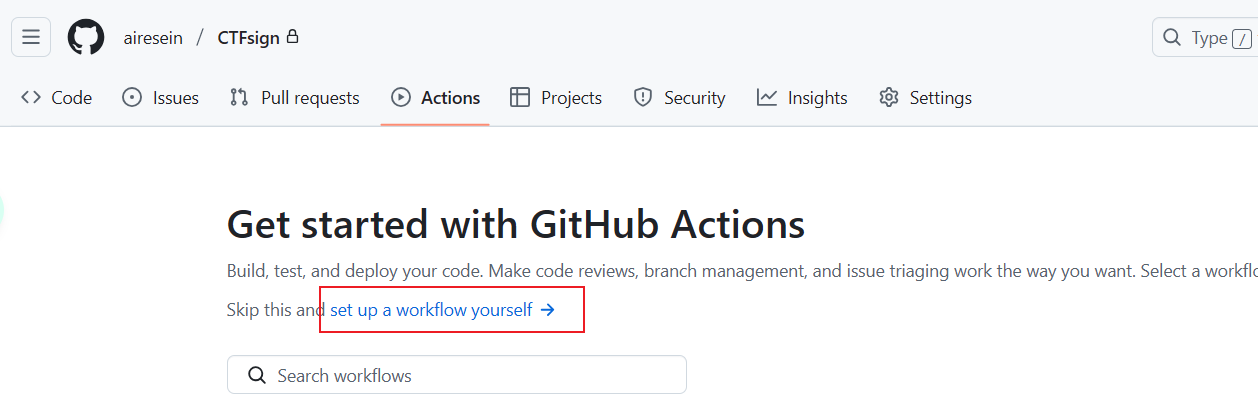 airesein / CTFsign
Type /
Code Issues Pull requests Actions Projects Security Insights Settings
Get started with GitHub Actions
Build, test, and deploy your code. Make code reviews, branch management, and issue triaging work the way you want. Select a
Skip this and set up a workflow yourself →
Search workflows